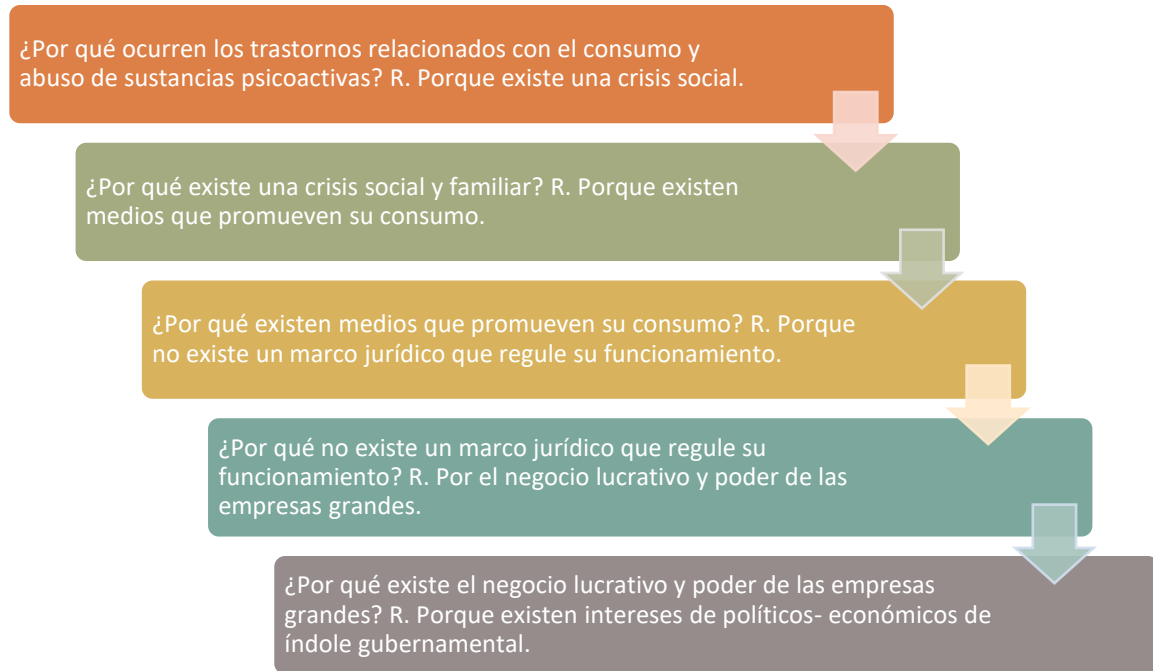 ¿Por qué ocurren los trastornos relacionados con el consumo y
abuso de sustancias psicoactivas? R. Porque existe una crisis social.
¿Por qué existe una crisis social y familiar? R. Porque existen
medios que promueven su consumo.
¿Por qué existen medios que promueven su consumo? R. Porque
no existe un marco jurídico que regule su funcionamiento.
¿Por qué no existe un marco jurídico que regule su
funcionamiento? R. Por el negocio lucrativo y poder de las
empresas grandes.
¿Por qué existe el negocio lucrativo y poder de las empresas
grandes? R. Porque existen intereses de políticos- económicos de
índole gubernamental.